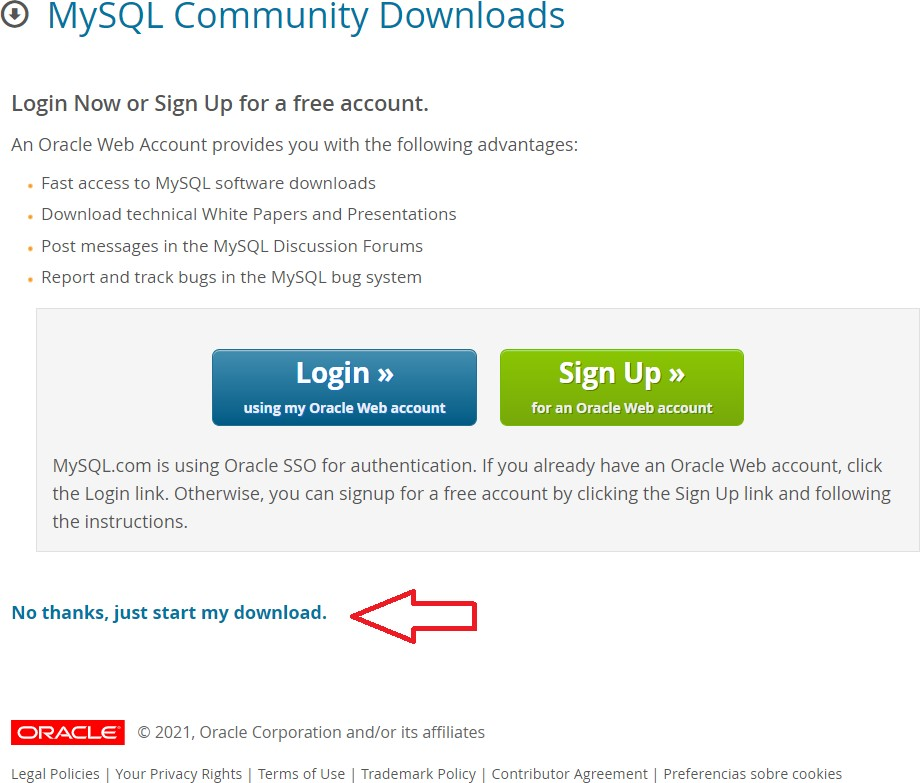 MySQL Community Downloads
Login Now or Sign Up for a free account.
An Oracle Web Account provides you with the following advantages:
Fast access to MySQL software downloads
Download technical White Papers and Presentations
Post messages in the MySQL Discussion Forums
Report and track bugs in the MySQL bug system
Login »
using my Oracle Web account
Sign Up »
for an Oracle Web account
MySQL.com is using Oracle SSO for authentication. If you already have an Oracle Web account, click
the Login link. Otherwise, you can signup for a free account by clicking the Sign Up link and following
the instructions.
No thanks, just start my download.
ORACLE © 2021, Oracle Corporation and/or its affiliates
Legal Policies | Your Privacy Rights | Terms of Use | Trademark Policy | Contributor Agreement | Preferencias sobre cookies